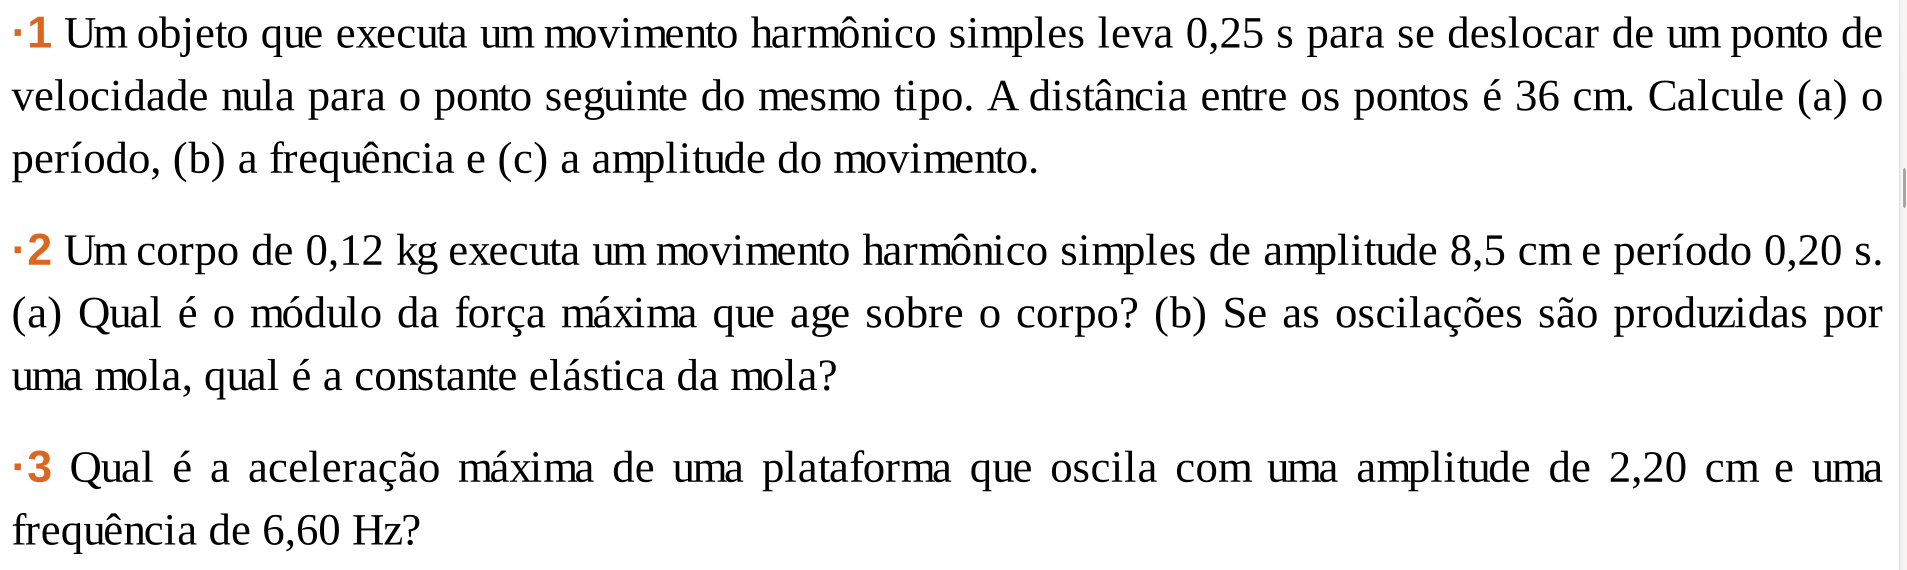 ·1 Um objeto que executa um movimento harmônico simples leva 0,25 s para se deslocar de um ponto de
velocidade nula para o ponto seguinte do mesmo tipo. A distância entre os pontos é 36 cm. Calcule (a) o
período, (b) a frequência e (c) a amplitude do movimento.
·2 Um corpo de 0,12 kg executa um movimento harmônico simples de amplitude 8,5 cm e período 0,20 s.
(a) Qual é o módulo da força máxima que age sobre o corpo? (b) Se as oscilações são produzidas por
uma mola, qual é a constante elástica da mola?
·3 Qual é a aceleração máxima de uma plataforma que oscila com uma amplitude de 2,20 cm e uma
frequência de 6,60 Hz?